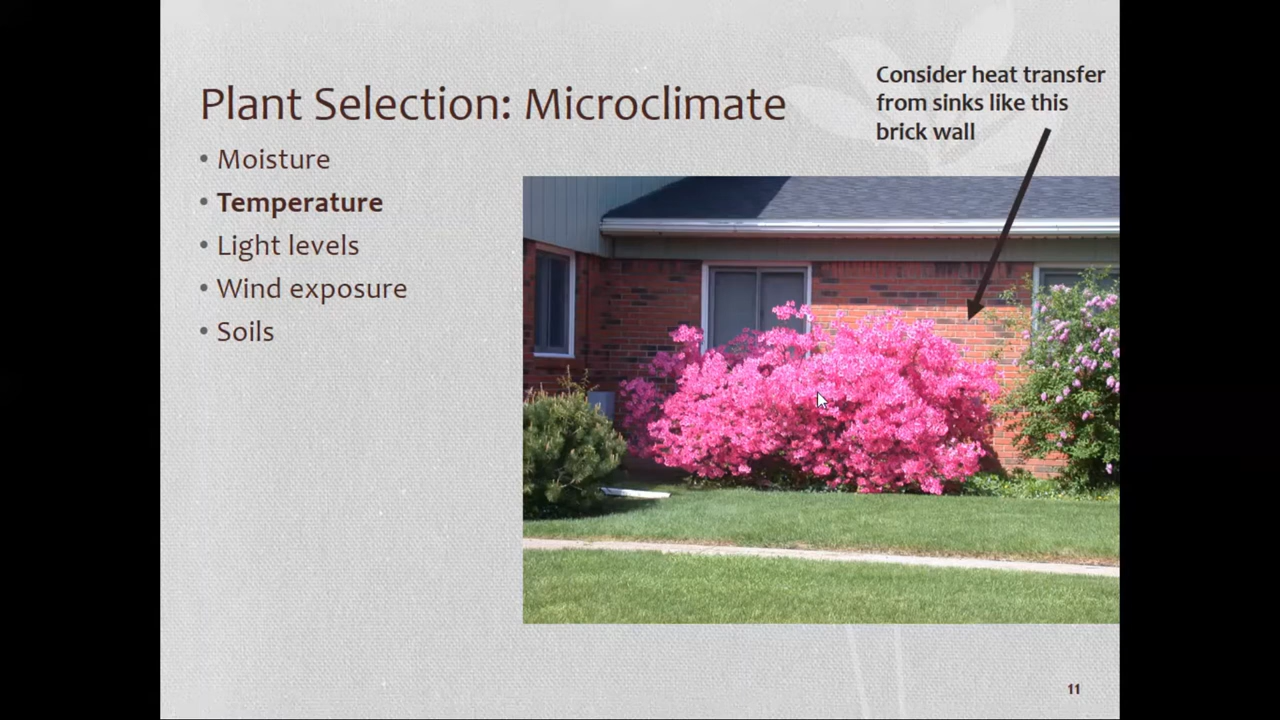 Consider heat transfer
from sinks like this
brick wall
Plant Selection: Microclimate
• Moisture
• Temperature
• Light levels
• Wind exposure
• Soils
11